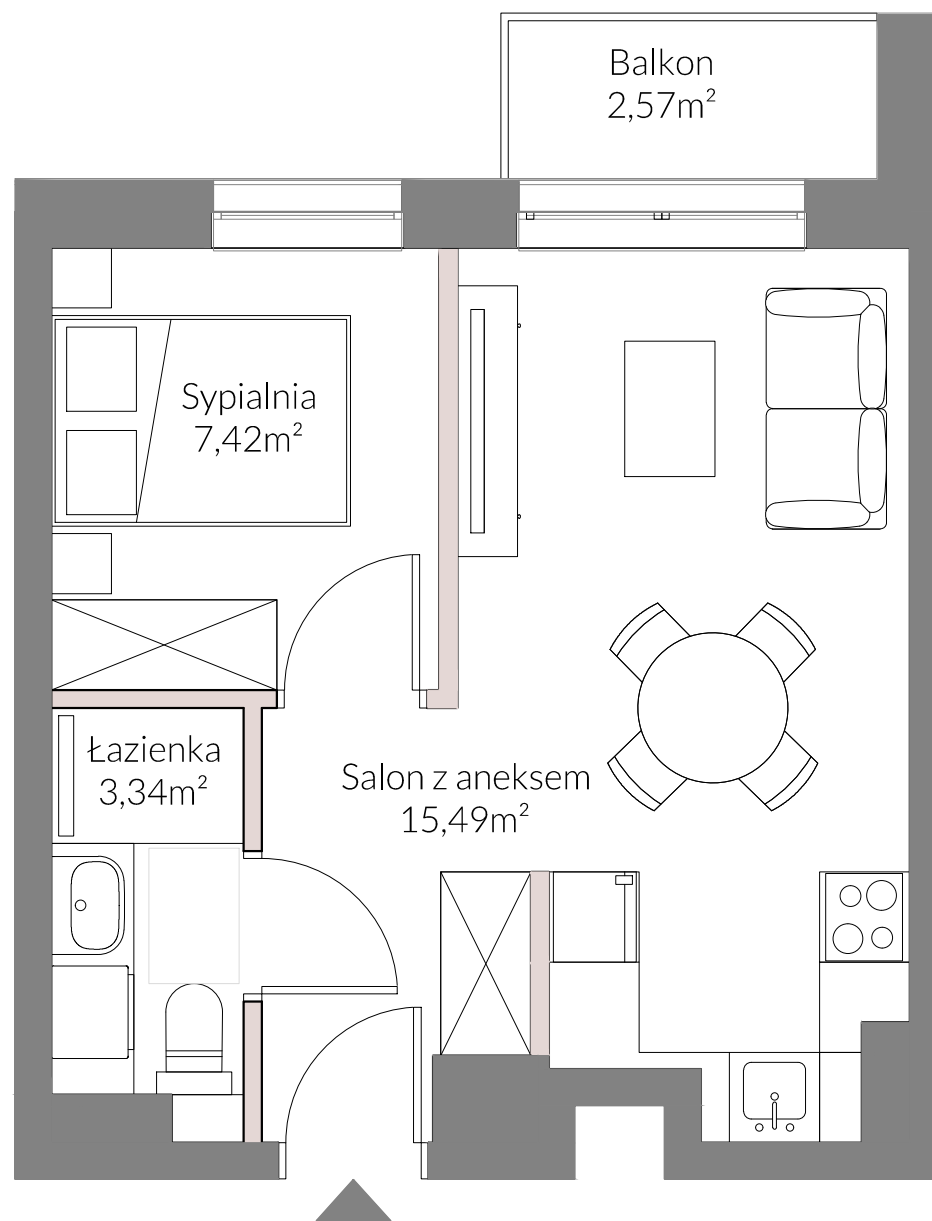 Balkon
2,57m²
Sypialnia
7,42m²
Łazienka
3,34m²
Salon z aneksem
15,49m²